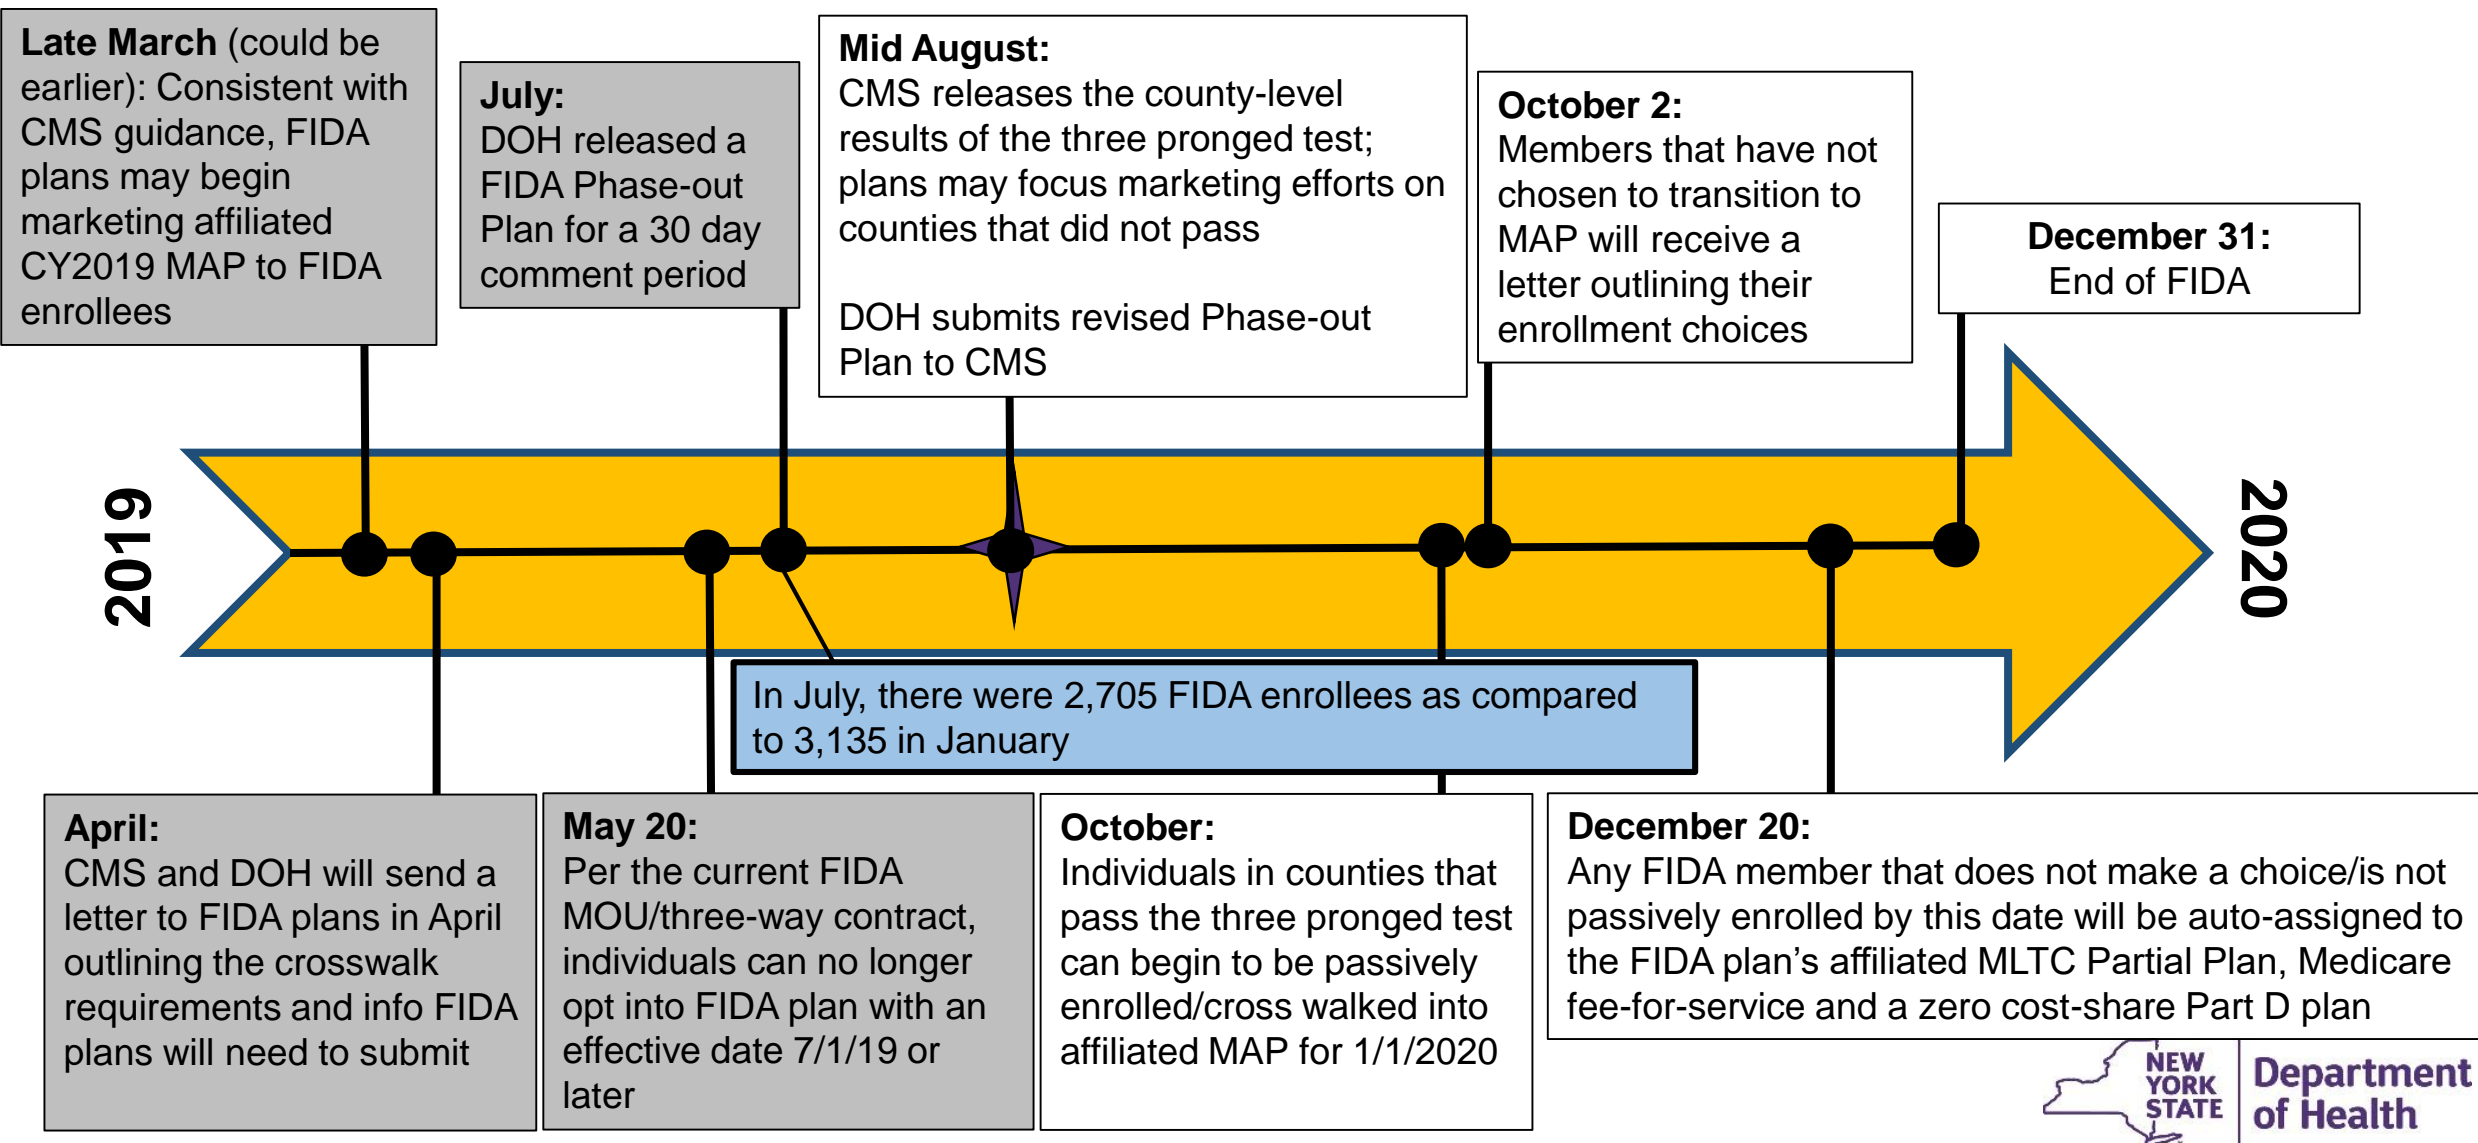 Late March (could be
earlier): Consistent with
CMS guidance, FIDA
plans may begin
marketing affiliated
CY2019 MAP to FIDA
enrollees
July:
DOH released a
FIDA Phase-out
Plan for a 30 day
comment period
Mid August:
CMS releases the county-level
results of the three pronged test;
plans may focus marketing efforts on
counties that did not pass
DOH submits revised Phase-out
Plan to CMS
October 2:
Members that have not
chosen to transition to
MAP will receive a
letter outlining their
enrollment choices
December 31:
End of FIDA
2019
2020
In July, there were 2,705 FIDA enrollees as compared
to 3,135 in January
April:
CMS and DOH will send a
letter to FIDA plans in April
outlining the crosswalk
requirements and info FIDA
plans will need to submit
May 20:
Per the current FIDA
MOU/three-way contract,
individuals can no longer
opt into FIDA plan with an
effective date 7/1/19 or
later
October:
Individuals in counties that
pass the three pronged test
can begin to be passively
enrolled/cross walked into
affiliated MAP for 1/1/2020
December 20:
Any FIDA member that does not make a choice/is not
passively enrolled by this date will be auto-assigned to
the FIDA plan's affiliated MLTC Partial Plan, Medicare
fee-for-service and a zero cost-share Part D plan
NEW
YORK
STATE
Department
of Health